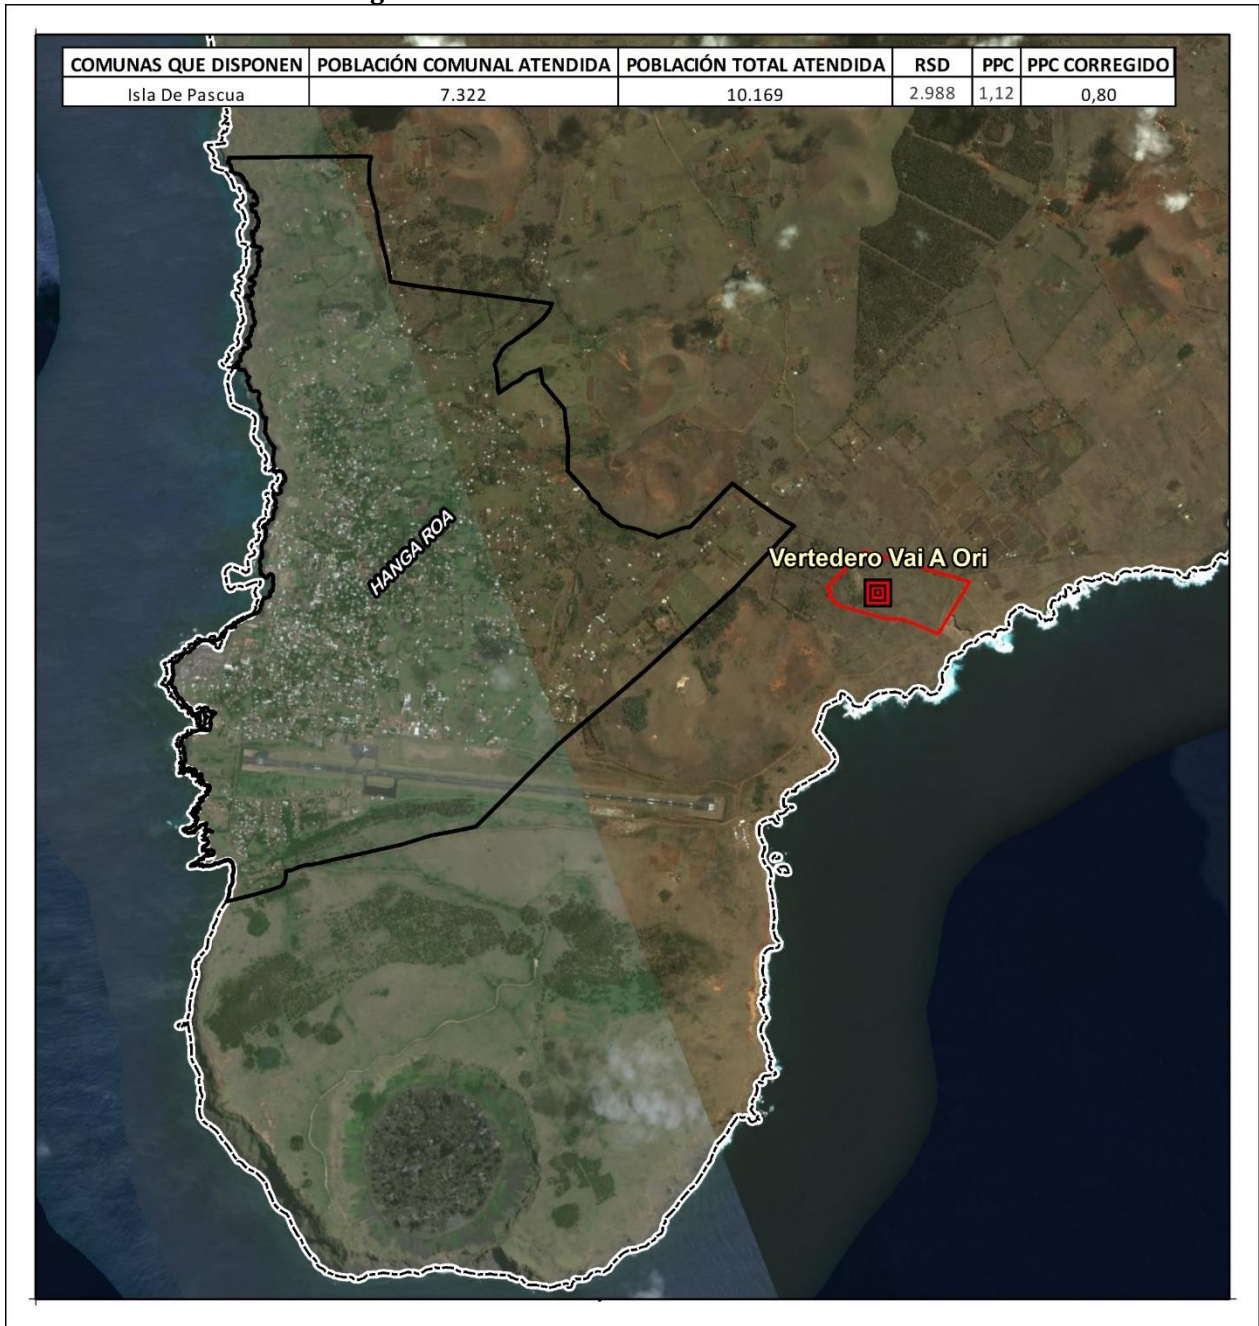 COMUNAS QUE DISPONEN POBLACIÓN COMUNAL ATENDIDA POBLACIÓN TOTAL ATENDIDA RSD PPC PPC CORREGIDO
Isla De Pascua 7.322 10.169 2.988 1,12 0,80
HANGA ROA
Vertedero Vai A Ori